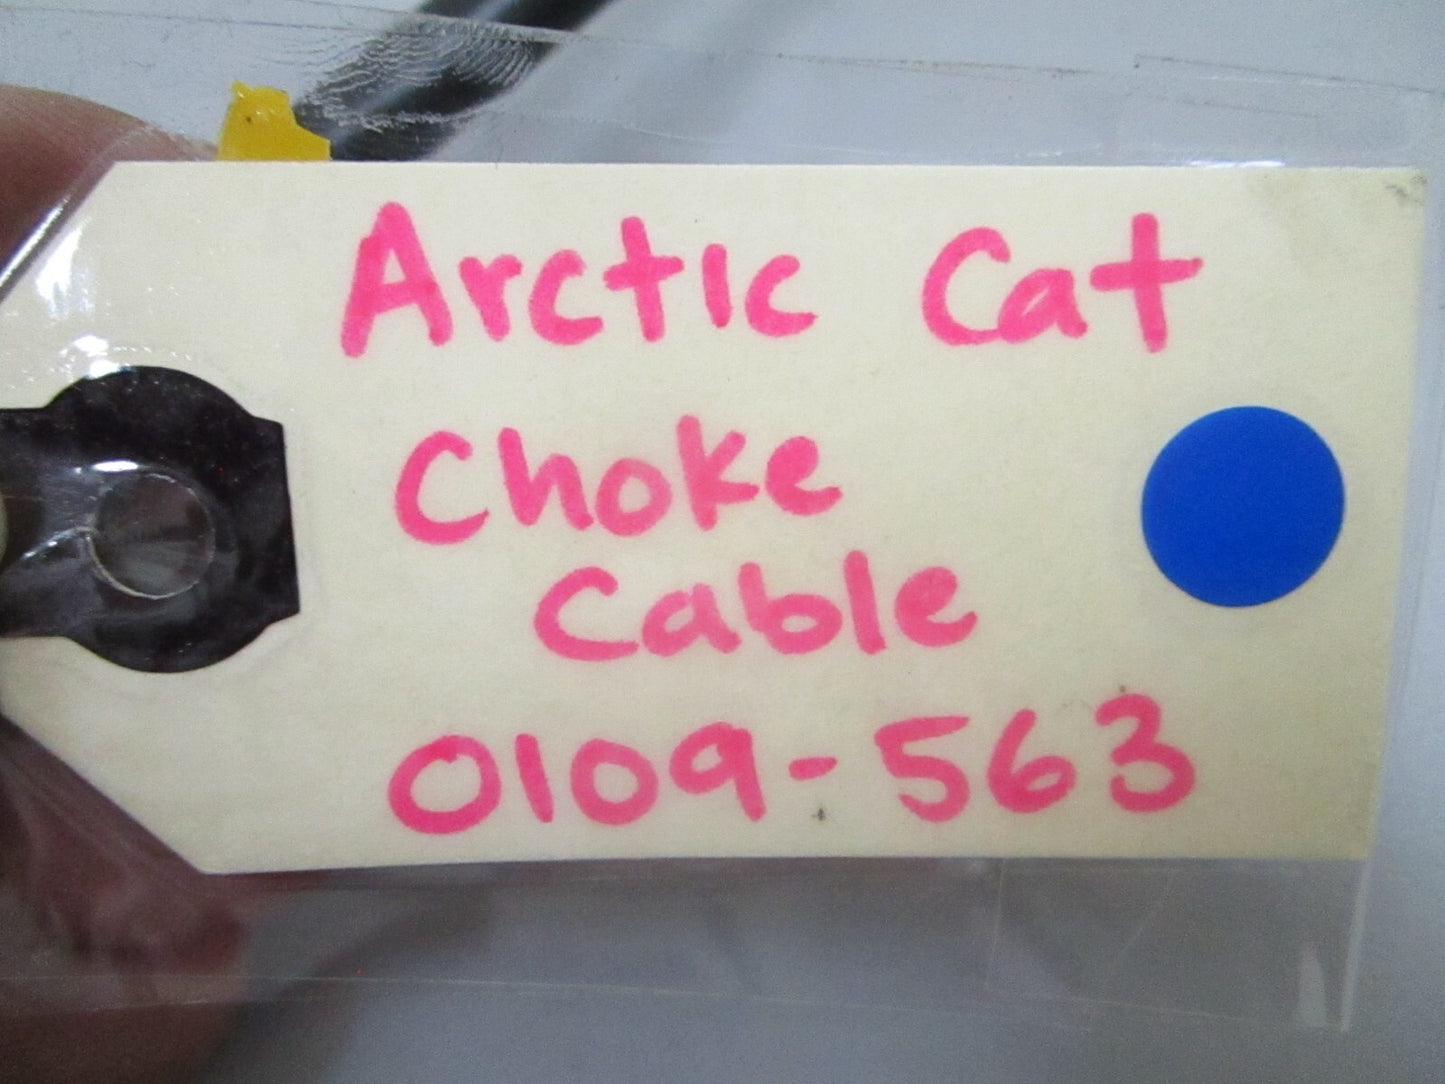 Arctic Cat
Choke
Cable
0109-563